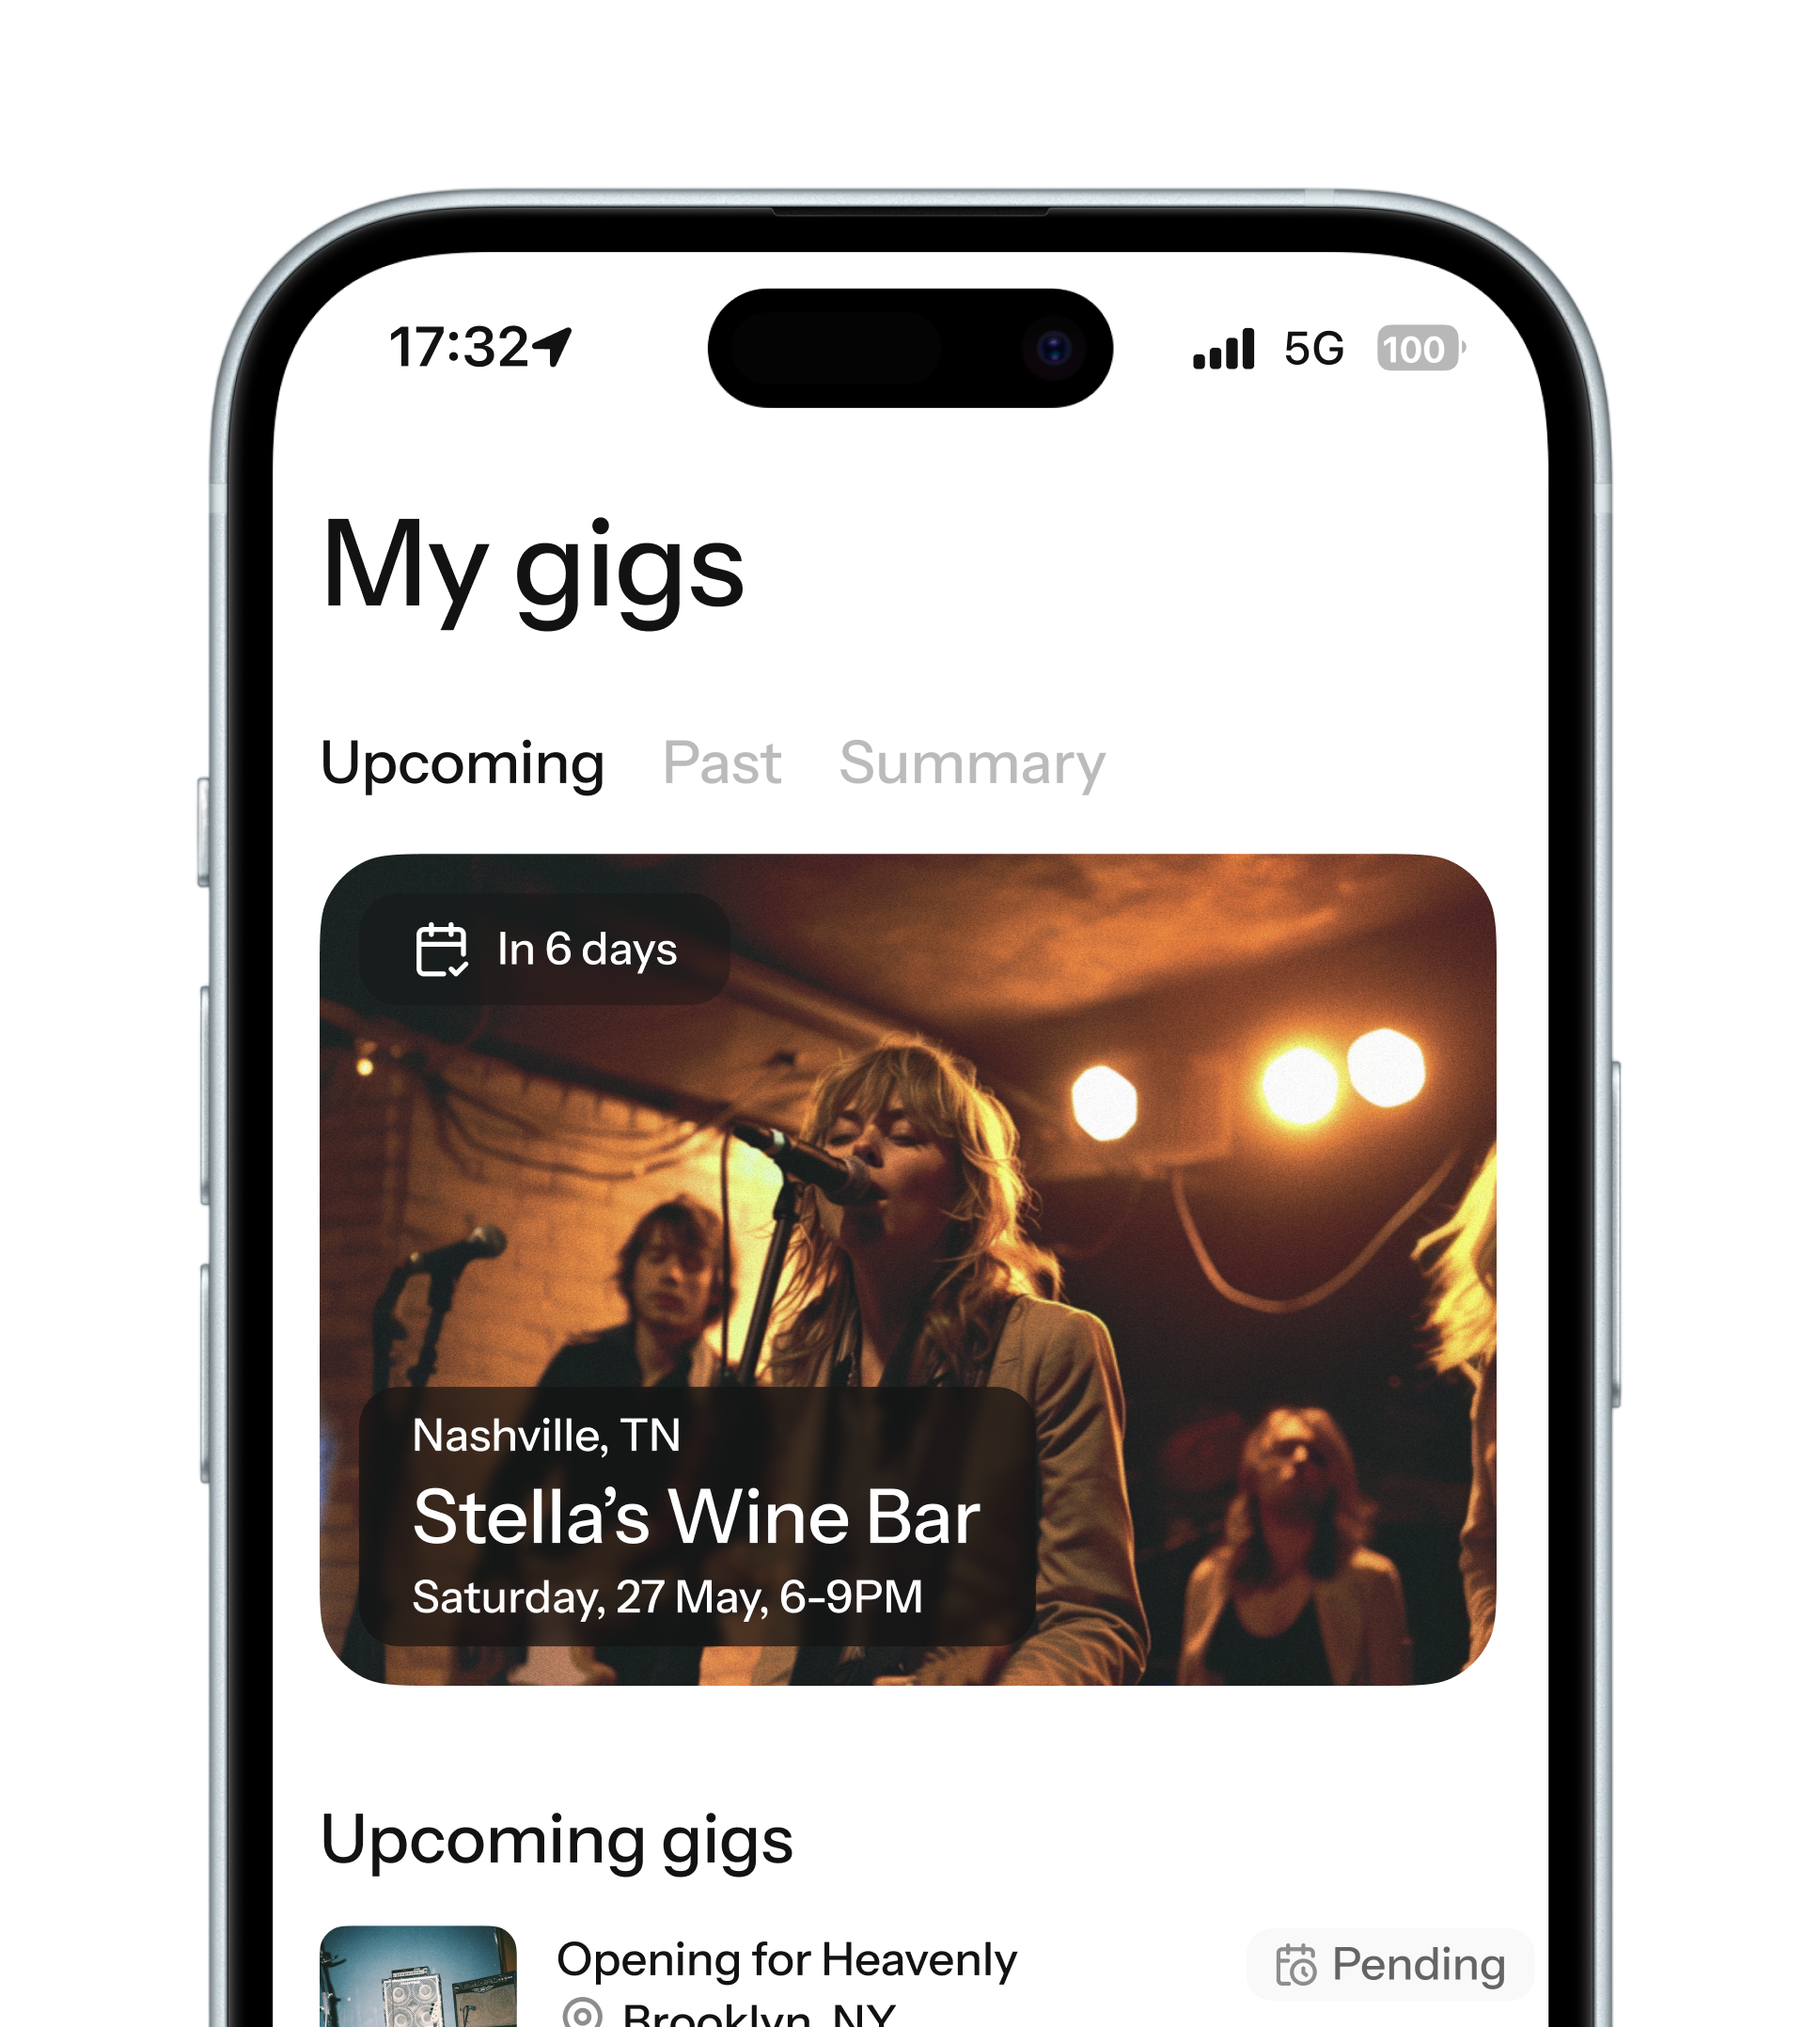 17:32 5G 100
My gigs
Upcoming Past Summary
In 6 days
Nashville, TN
Stella’s Wine Bar
Saturday, 27 May, 6-9PM
Upcoming gigs
Opening for Heavenly Pending
Brooklyn, NY